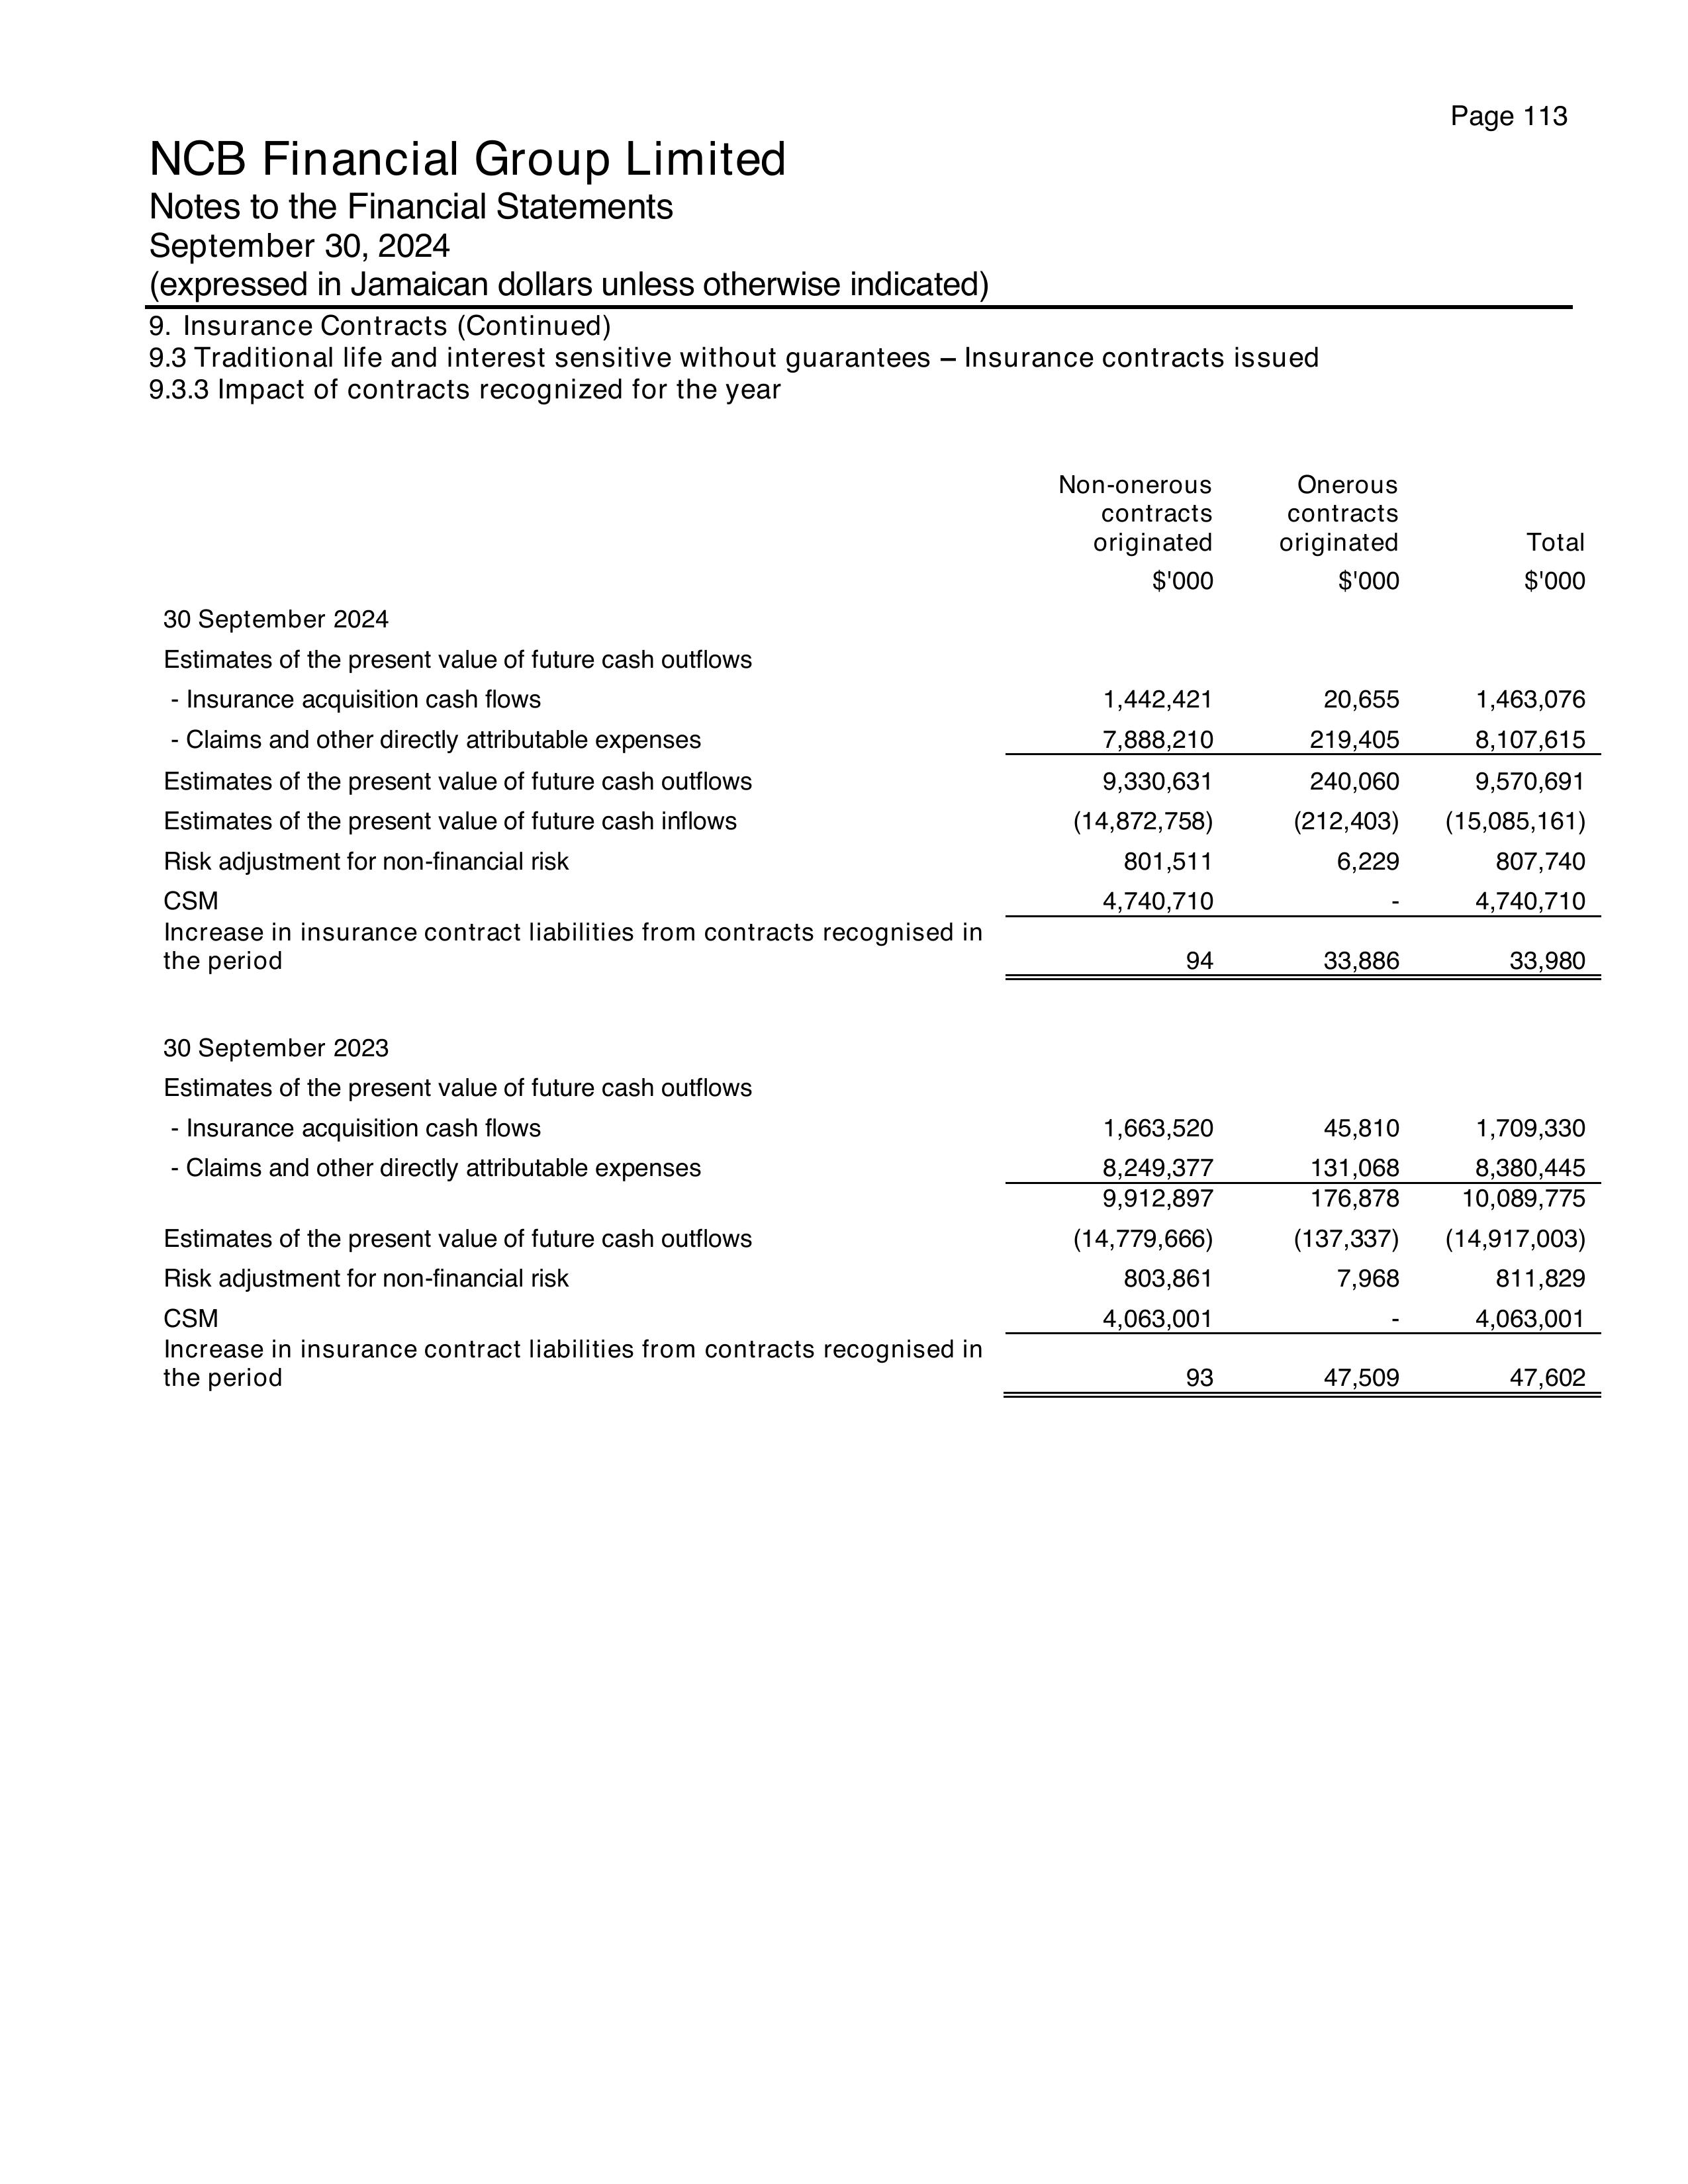 Page 113
NCB Financial Group Limited
Notes to the Financial Statements
September 30, 2024
(expressed in Jamaican dollars unless otherwise indicated)
9. Insurance Contracts (Continued)
9.3 Traditional life and interest sensitive without guarantees – Insurance contracts issued
9.3.3 Impact of contracts recognized for the year
Non-onerous Onerous
contracts contracts
originated originated Total
$'000 $'000 $'000
30 September 2024
Estimates of the present value of future cash outflows
- Insurance acquisition cash flows 1,442,421 20,655 1,463,076
- Claims and other directly attributable expenses 7,888,210 219,405 8,107,615
Estimates of the present value of future cash outflows 9,330,631 240,060 9,570,691
Estimates of the present value of future cash inflows (14,872,758) (212,403) (15,085,161)
Risk adjustment for non-financial risk 801,511 6,229 807,740
CSM 4,740,710 - 4,740,710
Increase in insurance contract liabilities from contracts recognised in
the period 94 33,886 33,980
30 September 2023
Estimates of the present value of future cash outflows
- Insurance acquisition cash flows 1,663,520 45,810 1,709,330
- Claims and other directly attributable expenses 8,249,377 131,068 8,380,445
9,912,897 176,878 10,089,775
Estimates of the present value of future cash outflows (14,779,666) (137,337) (14,917,003)
Risk adjustment for non-financial risk 803,861 7,968 811,829
CSM 4,063,001 - 4,063,001
Increase in insurance contract liabilities from contracts recognised in
the period 93 47,509 47,602